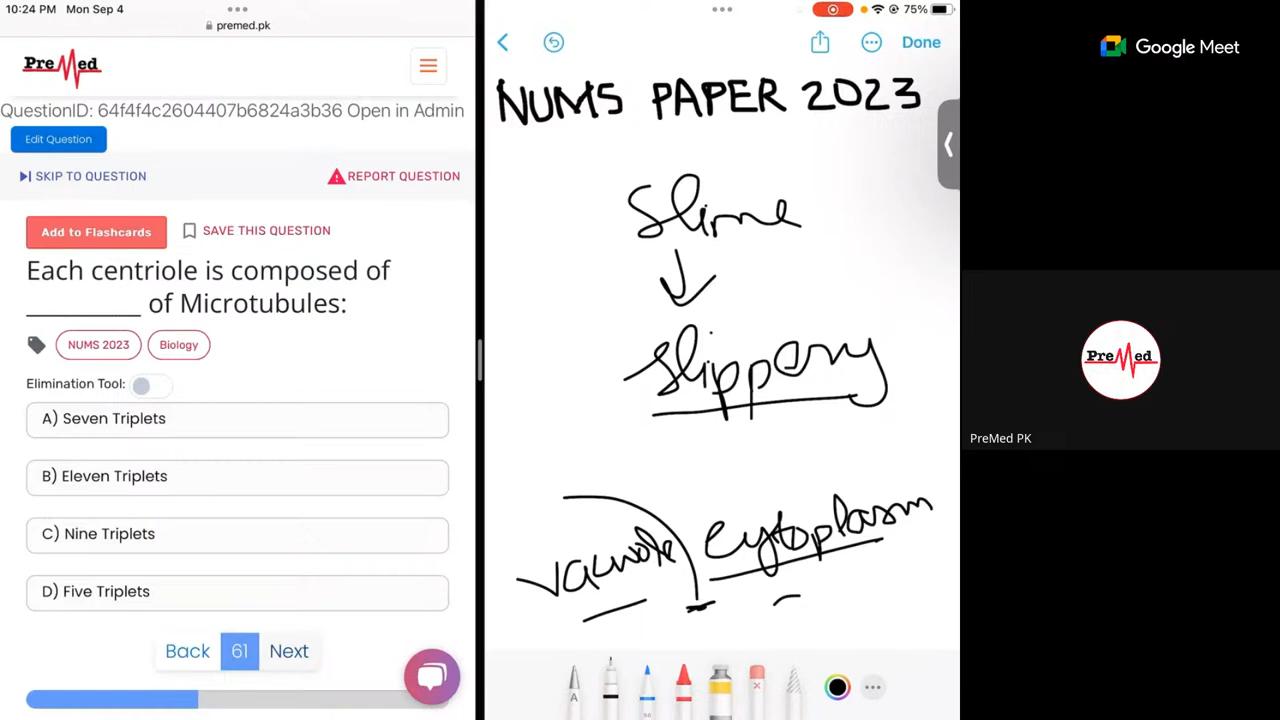 10:24 PM Mon Sep 4
premed.pk
PreMed
QuestionID: 64f4f4c2604407b6824a3b36 Open in Admin
Edit Question
SKIP TO QUESTION
REPORT QUESTION
Add to Flashcards
SAVE THIS QUESTION
Each centriole is composed of
_________ of Microtubules:
NUMS 2023
Biology
Elimination Tool:
A) Seven Triplets
B) Eleven Triplets
C) Nine Triplets
D) Five Triplets
Back 61 Next
75%
Done
NUMS PAPER 2023
Slime
slippery
vacuole
cytoplasm
A
50
Google Meet
PreMed
PreMed PK